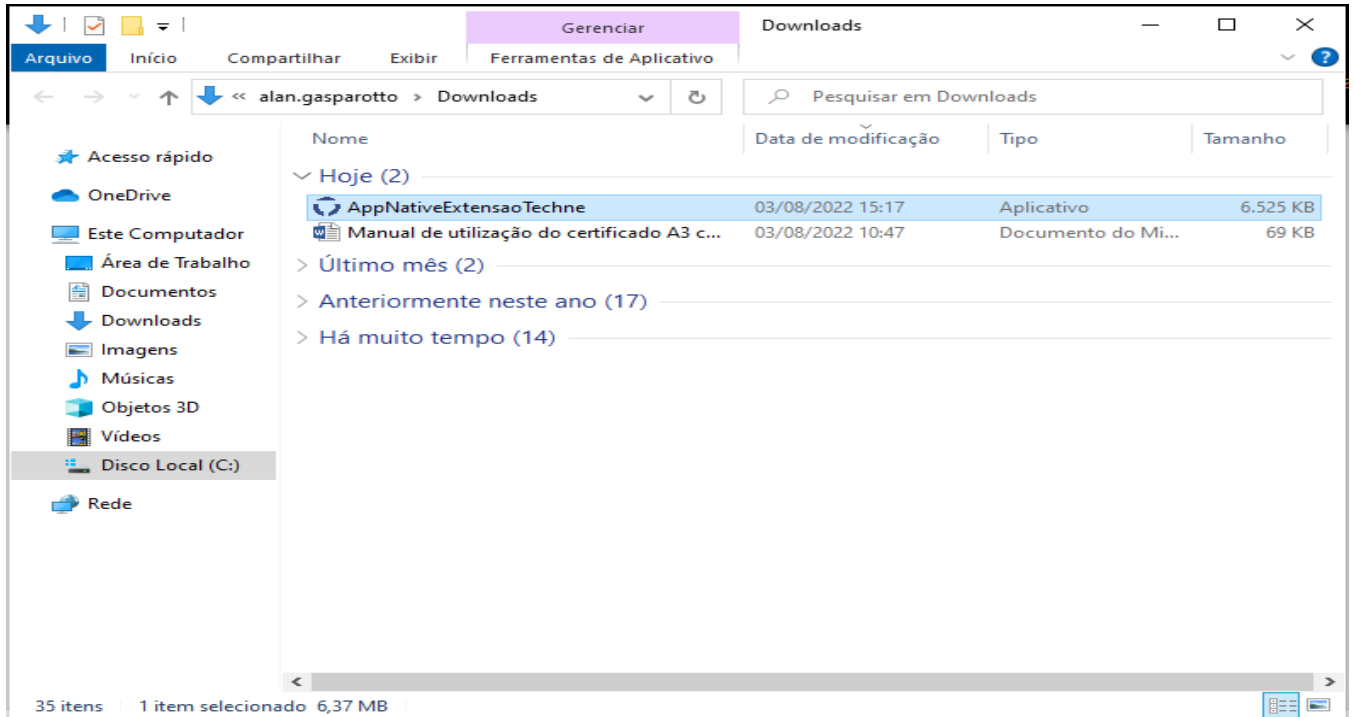 Gerenciar
Downloads
Arquivo Início Compartilhar Exibir Ferramentas de Aplicativo
« alan.gasparotto > Downloads
Pesquisar em Downloads
Nome Data de modificação Tipo Tamanho
Acesso rápido
OneDrive
Este Computador
Área de Trabalho
Documentos
Downloads
Imagens
Músicas
Objetos 3D
Vídeos
Disco Local (C:)
Rede
Hoje (2)
AppNativeExtensaoTechne 03/08/2022 15:17 Aplicativo 6.525 KB
Manual de utilização do certificado A3 c... 03/08/2022 10:47 Documento do Mi... 69 KB
Último mês (2)
Anteriormente neste ano (17)
Há muito tempo (14)
35 itens 1 item selecionado 6,37 MB